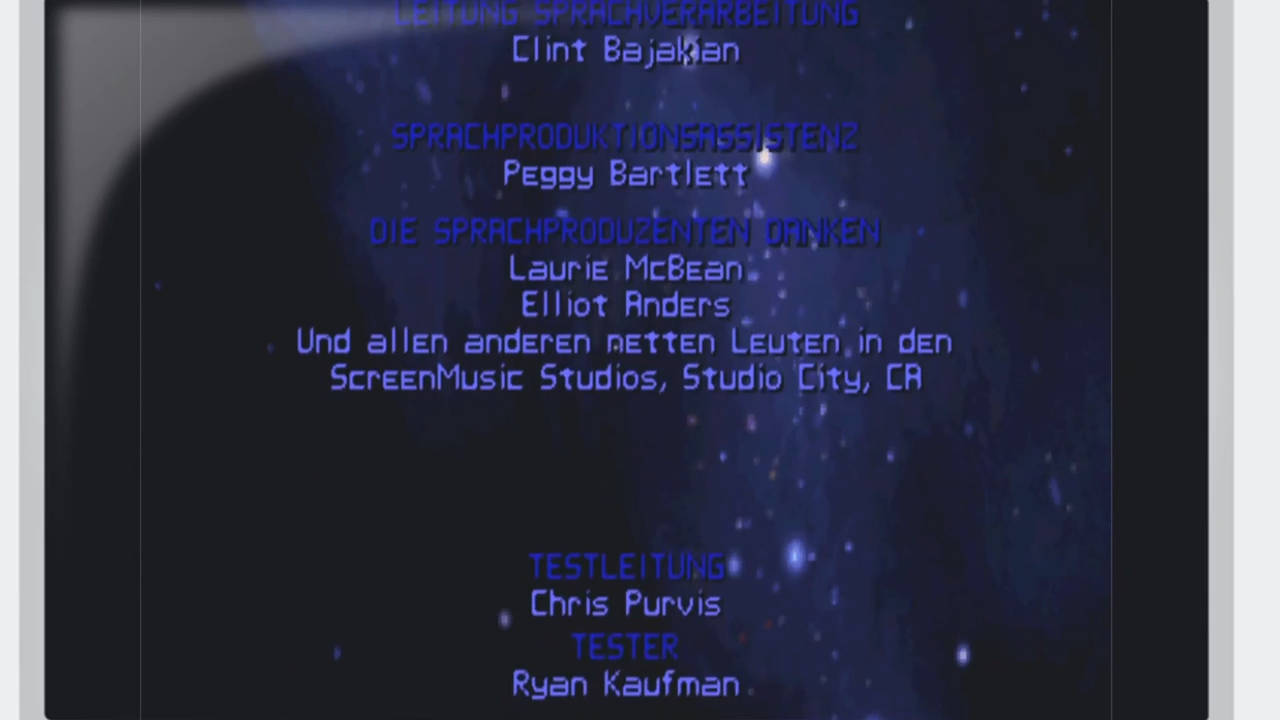 LEITUNG SPRACHVERARBEITUNG
Clint Bajakian
SPRACHPRODUKTIONSASSISTENZ
Peggy Bartlett
DIE SPRACHPRODUZENTEN DANKEN
Laurie McBean
Elliot Anders
Und allen anderen netten Leuten in den
ScreenMusic Studios, Studio City, CA
TESTLEITUNG
Chris Purvis
TESTER
Ryan Kaufman